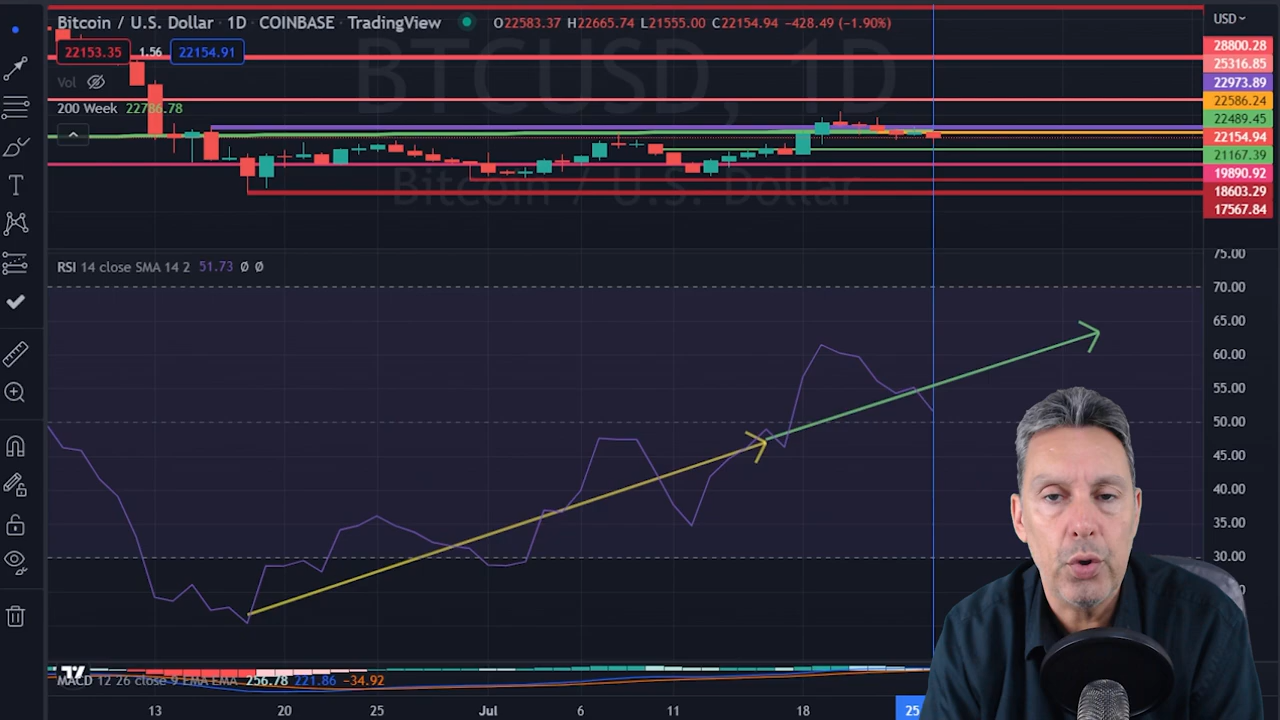 Bitcoin / U.S. Dollar · 1D · COINBASE · TradingView O22583.37 H22665.74 L21555.00 C22154.94 −428.49 (−1.90%)
USD
22153.35 1.56 22154.91
Vol
200 Week 22786.78
BTCUSD, 1D
Bitcoin / U.S. Dollar
28800.28
25316.85
22973.89
22586.24
22489.45
22154.94
21167.39
19890.92
18603.29
17567.84
RSI 14 close SMA 14 2 51.73 Ø Ø
75.00
70.00
65.00
60.00
55.00
50.00
45.00
40.00
35.00
30.00
MACD 12 26 close 9 EMA EMA 256.78 221.86 −34.92
13 20 25 Jul 6 11 18 25